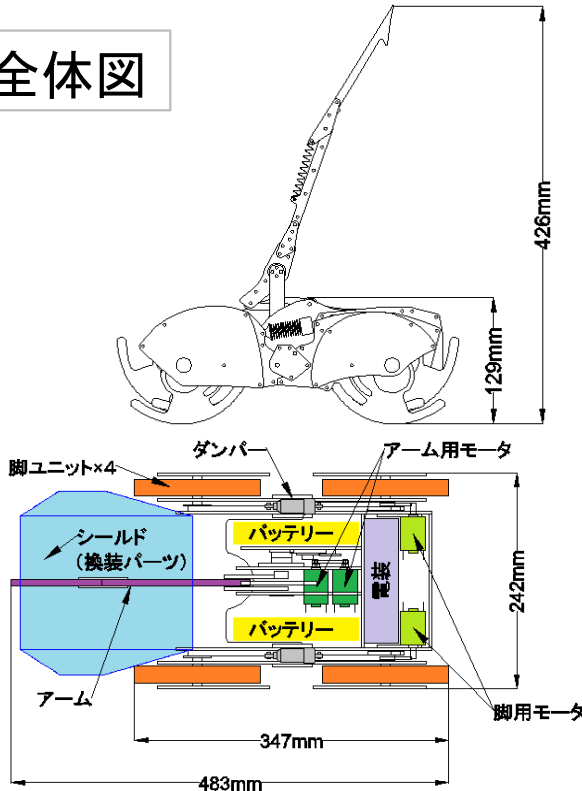 全体図
426mm
129mm
ダンパー
アーム用モータ
脚ユニット×4
シールド
(換装パーツ)
バッテリー
電装
242mm
バッテリー
アーム
脚用モータ
347mm
483mm